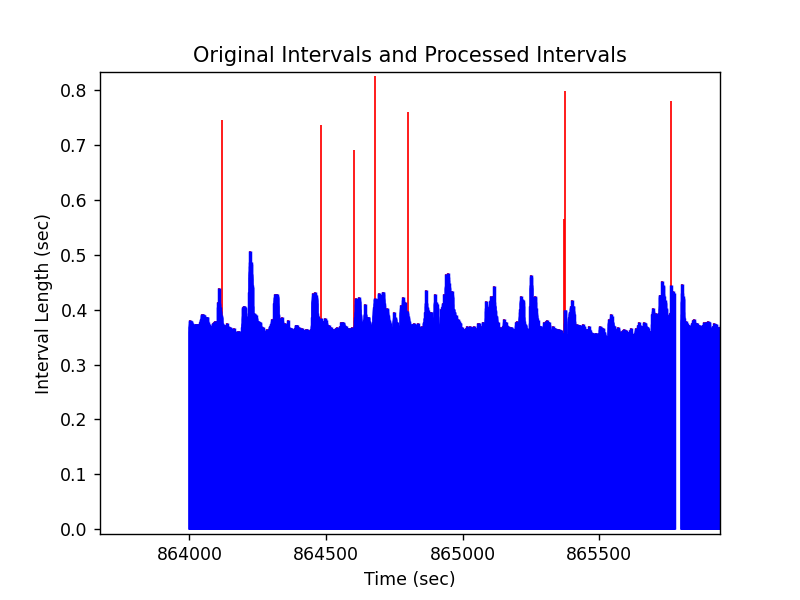 Original Intervals and Processed Intervals
0.8
0.7
0.6
0.5
0.4
0.3
0.2
0.1
0.0
Interval Length (sec)
864000 864500 865000 865500
Time (sec)